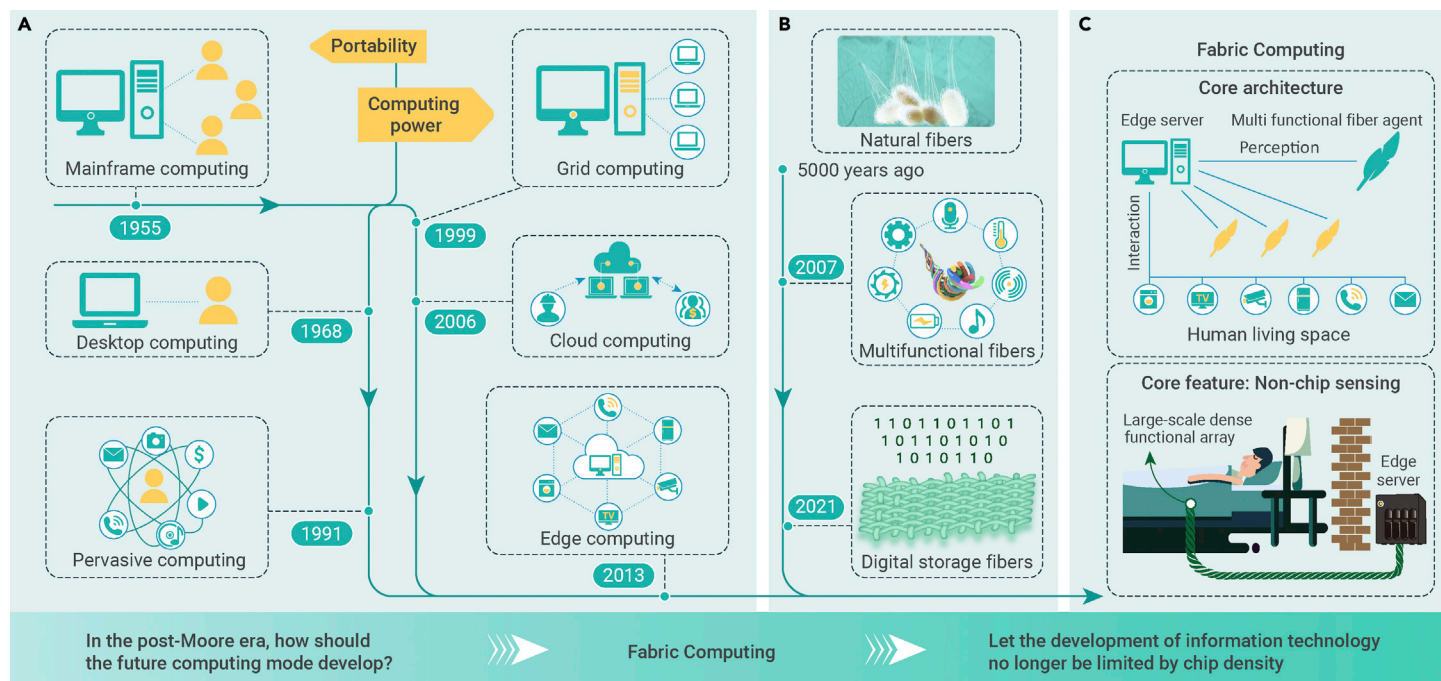 A
Portability
Computing
power
Mainframe computing
1955
Grid computing
1999
Desktop computing
1968
Cloud computing
2006
$
Pervasive computing
$
1991
TV
Edge computing
2013
B
Natural fibers
5000 years ago
2007
Multifunctional fibers
1 1 0 1 1 0 1 1 0 1
1 0 1 1 0 1 0 1 0
1 0 1 0 1 1 0
2021
Digital storage fibers
C
Fabric Computing
Core architecture
Edge server
Multi functional fiber agent
Perception
Interaction
TV
Human living space
Core feature: Non-chip sensing
Large-scale dense
functional array
Edge
server
In the post-Moore era, how should
the future computing mode develop?
Fabric Computing
Let the development of information technology
no longer be limited by chip density